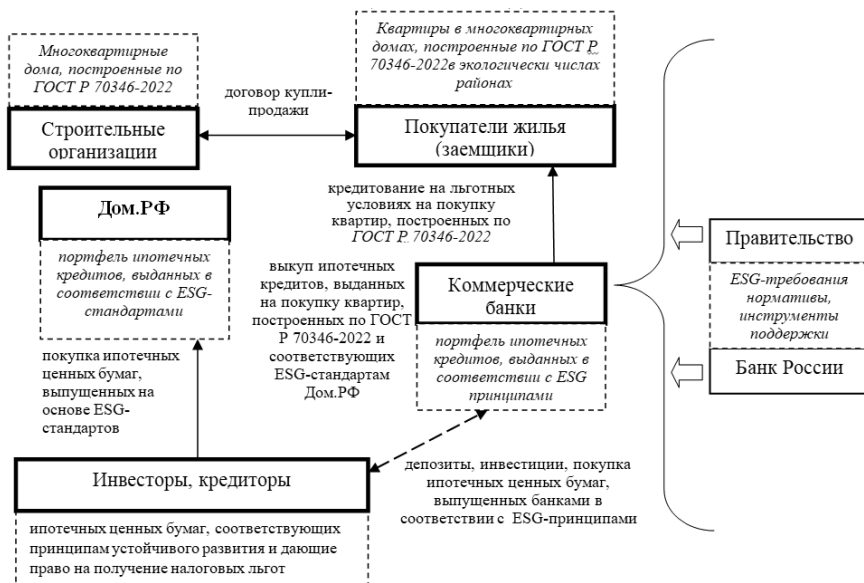 Многоквартирные
дома, построенные по
ГОСТ Р 70346-2022
Строительные
организации
договор купли-
продажи
Квартиры в многожилых
домах, построенные по ГОСТ Р
70346-2022в экологически числах
районах
Покупатели жилья
(заемщики)
Дом.РФ
портфель ипотечных
кредитов, выданных в
соответствии с ESG-
стандартами
кредитование на льготных
условиях на покупку
квартир, построенных по
ГОСТ Р 70346-2022
выкуп ипотечных
кредитов, выданных
на покупку квартир,
построенных по ГОСТ
Р 70346-2022 и
соответствующих
ESG-стандартам
Дом.РФ
Коммерческие
банки
портфель ипотечных
кредитов, выданных в
соответствии с ESG
принципами
Правительство
ESG-требования
нормативы,
инструменты
поддержки
Банк России
покупка ипотечных
ценных бумаг,
выпущенных на
основе ESG-
стандартов
Инвесторы, кредиторы
ипотечных ценных бумаг, соответствующих
принципам устойчивого развития и дающие
право на получение налоговых льгот
депозиты, инвестиции, покупка
ипотечных ценных бумаг,
выпущенных банками в
соответствии с ESG-принципами